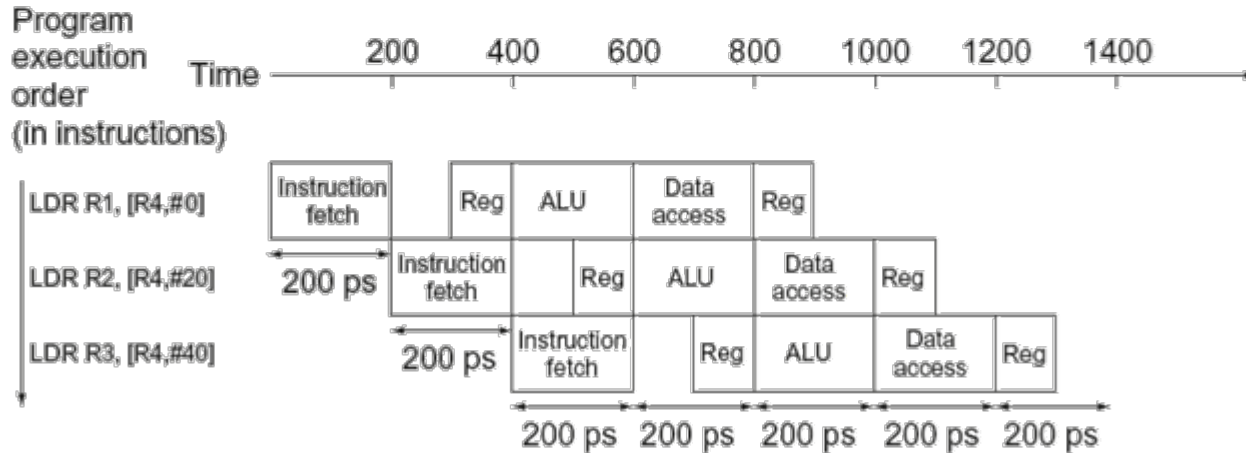 Program
execution
order
(in instructions)
Time
200 400 600 800 1000 1200 1400
LDR R1, [R4,#0]
Instruction
fetch
Reg
ALU
Data
access
Reg
200 ps
LDR R2, [R4,#20]
Instruction
fetch
Reg
ALU
Data
access
Reg
200 ps
LDR R3, [R4,#40]
Instruction
fetch
Reg
ALU
Data
access
Reg
200 ps 200 ps 200 ps 200 ps 200 ps